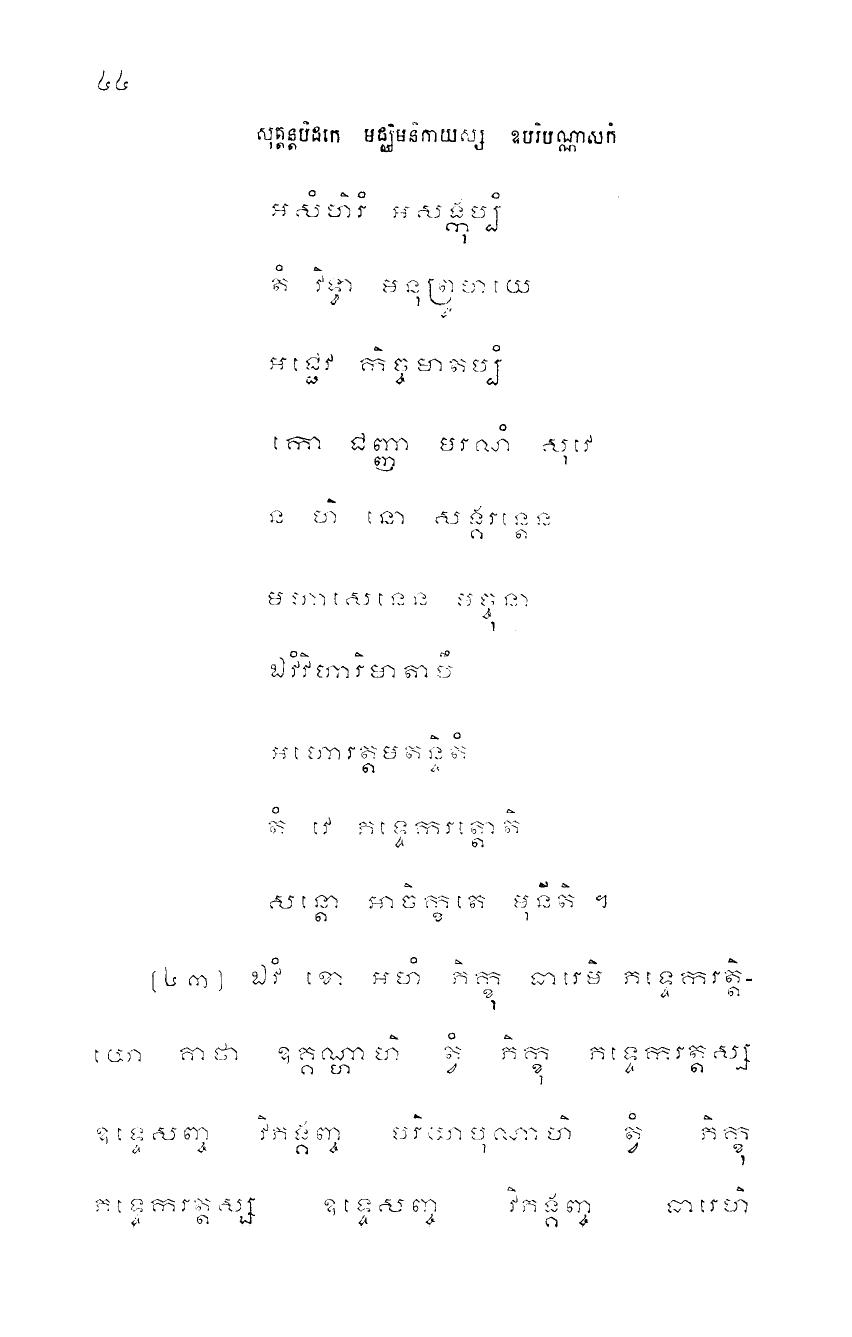 ៤៤
សុត្តន្តបិដកេ មជ្ឈិមនិកាយស្ស ឧបរិបណ្ណាសកំ
អសំហិរំ អសង្កុប្បំ
តំ វិទ្វា មនុព្រូហយេ
អជ្ជេវ កិច្ចមាតប្បំ
កោ ជញ្ញា មរណំ សុវេ
ន ហិ នោ សង្គរន្តេន
មហាសេនេន មច្ចុនា
ឯវំវិហារិមាតាបឹ
អហោរត្តមតន្ទិតំ
តំ វេ ភទ្ទេករត្តោតិ
សន្តោ អាចិក្ខតេ មុនីតិ ។
[៤៣] ឯវំ ខោ អហំ ភិក្ខុ ធារេមិ ភទ្ទេករត្តិ-
យោ គាថា ឧគ្គណ្ហាហិ ត្វំ ភិក្ខុ ភទ្ទេករត្តស្ស
ឧទ្ទេសញ្ច វិភង្គញ្ច បរិយាបុណាហិ ត្វំ ភិក្ខុ
ភទ្ទេករត្តស្ស ឧទ្ទេសញ្ច វិភង្គញ្ច ធារេហិ